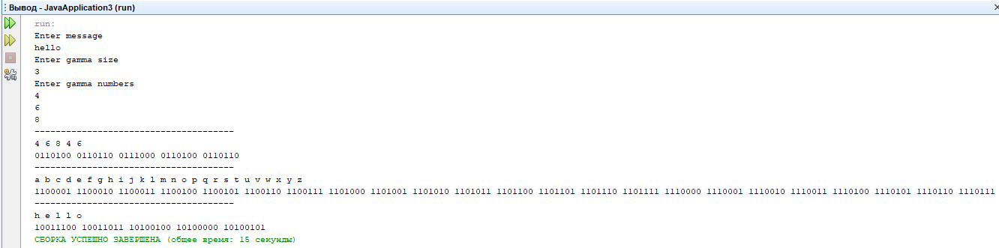 Вывод - JavaApplication3 (run)
run:
Enter message
hello
Enter gamma size
3
Enter gamma numbers
4
6
8
--------------------------------------
4 6 8 4 6
0110100 0110110 0111000 0110100 0110110
--------------------------------------
a b c d e f g h i j k l m n o p q r s t u v w x y z
1100001 1100010 1100011 1100100 1100101 1100110 1100111 1101000 1101001 1101010 1101011 1101100 1101101 1101110 1101111 1110000 1110001 1110010 1110011 1110100 1110101 1110110 1110111
--------------------------------------
h e l l o
10011100 10011011 10100100 10100000 10100101
СБОРКА УСПЕШНО ЗАВЕРШЕНА (общее время: 15 секунды)